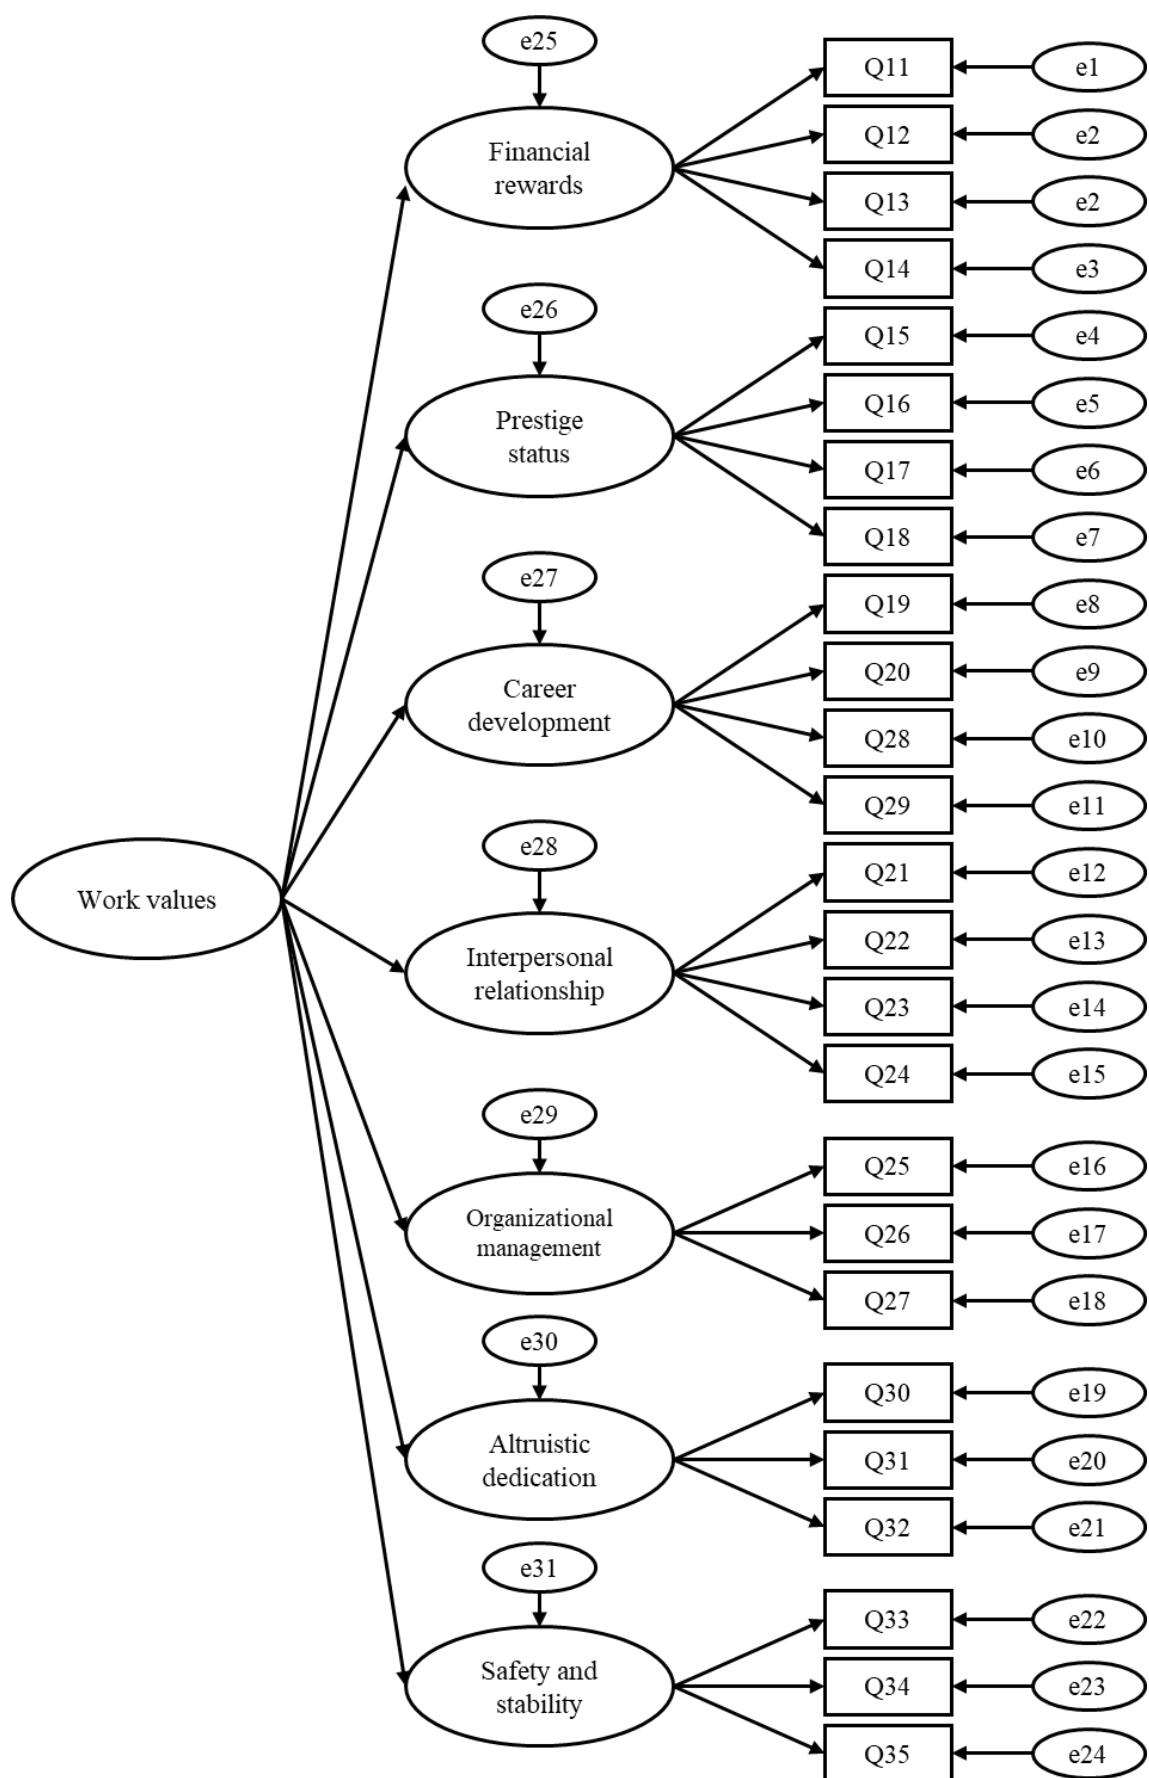 e25
Q11
e1
Financial
rewards
Q12
e2
Q13
e2
Q14
e3
e26
Q15
e4
Prestige
status
Q16
e5
Q17
e6
Q18
e7
e27
Q19
e8
Career
development
Q20
e9
Q28
e10
Q29
e11
e28
Q21
e12
Work values
Interpersonal
relationship
Q22
e13
Q23
e14
Q24
e15
e29
Q25
e16
Organizational
management
Q26
e17
Q27
e18
e30
Q30
e19
Altruistic
dedication
Q31
e20
Q32
e21
e31
Q33
e22
Safety and
stability
Q34
e23
Q35
e24